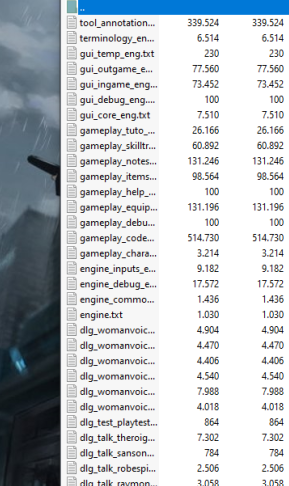 ..
tool_annotation... 339.524 339.524
terminology_en... 6.514 6.514
gui_temp_eng.txt 230 230
gui_outgame_e... 77.560 77.560
gui_ingame_eng... 73.452 73.452
gui_debug_eng.... 100 100
gui_core_eng.txt 7.510 7.510
gameplay_tuto_... 26.166 26.166
gameplay_skilltr... 60.892 60.892
gameplay_notes... 131.246 131.246
gameplay_items... 98.564 98.564
gameplay_help_... 100 100
gameplay_equip... 131.196 131.196
gameplay_debu... 100 100
gameplay_code... 514.730 514.730
gameplay_chara... 3.214 3.214
engine_inputs_e... 9.182 9.182
engine_debug_e... 17.572 17.572
engine_commo... 1.436 1.436
engine.txt 1.030 1.030
dlg_womanvoic... 4.904 4.904
dlg_womanvoic... 4.470 4.470
dlg_womanvoic... 4.406 4.406
dlg_womanvoic... 4.540 4.540
dlg_womanvoic... 7.988 7.988
dlg_womanvoic... 4.018 4.018
dlg_test_playtest... 864 864
dlg_talk_theroig... 7.302 7.302
dlg_talk_sanson... 784 784
dlg_talk_robespi... 2.506 2.506
dlg_talk_raymon... 3.058 3.058